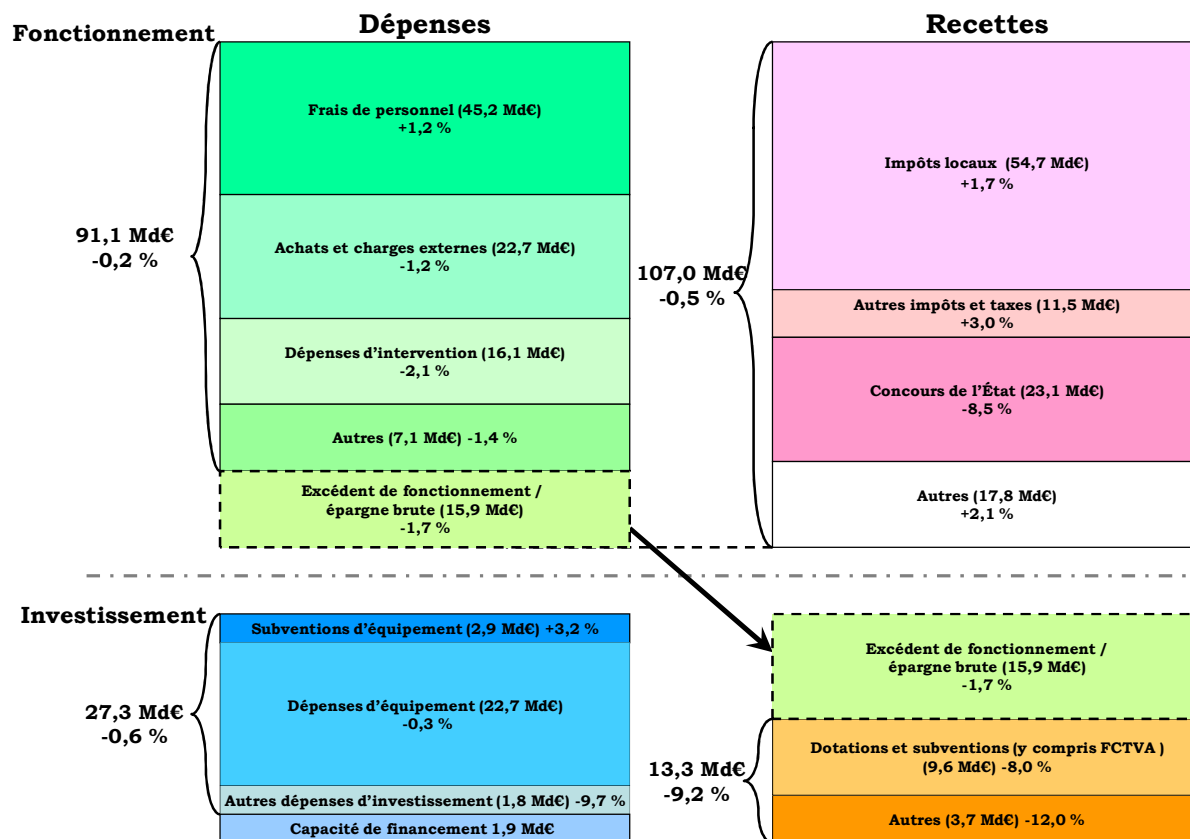 Dépenses
Recettes
Fonctionnement
Frais de personnel (45,2 Md€)
+1,2 %
Achats et charges externes (22,7 Md€)
-1,2 %
Dépenses d’intervention (16,1 Md€)
-2,1 %
Autres (7,1 Md€) -1,4 %
Excédent de fonctionnement /
épargne brute (15,9 Md€)
-1,7 %
91,1 Md€
-0,2 %
Impôts locaux (54,7 Md€)
+1,7 %
Autres impôts et taxes (11,5 Md€)
+3,0 %
Concours de l’État (23,1 Md€)
-8,5 %
Autres (17,8 Md€)
+2,1 %
107,0 Md€
-0,5 %
Investissement
Subventions d’équipement (2,9 Md€) +3,2 %
Dépenses d’équipement (22,7 Md€)
-0,3 %
Autres dépenses d’investissement (1,8 Md€) -9,7%
Capacité de financement 1,9 Md€
27,3 Md€
-0,6 %
Excédent de fonctionnement /
épargne brute (15,9 Md€)
-1,7 %
Dotations et subventions (y compris FCTVA )
(9,6 Md€) -8,0%
Autres (3,7 Md€) -12,0%
13,3 Md€
-9,2%